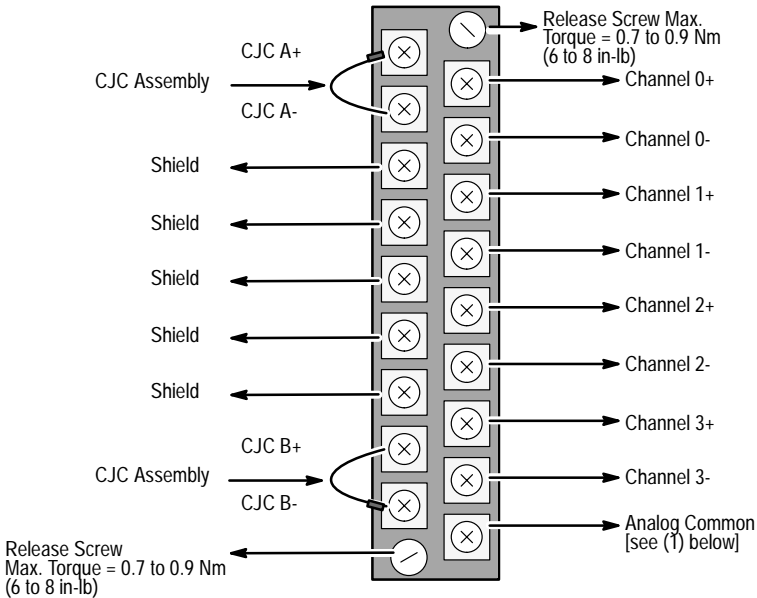 Release Screw Max.
Torque = 0.7 to 0.9 Nm
(6 to 8 in-lb)
CJC A+
CJC Assembly
CJC A-
Shield
Shield
Shield
Shield
Shield
CJC B+
CJC Assembly
CJC B-
Release Screw
Max. Torque = 0.7 to 0.9 Nm
(6 to 8 in-lb)
Channel 0+
Channel 0-
Channel 1+
Channel 1-
Channel 2+
Channel 2-
Channel 3+
Channel 3-
Analog Common
[see (1) below]